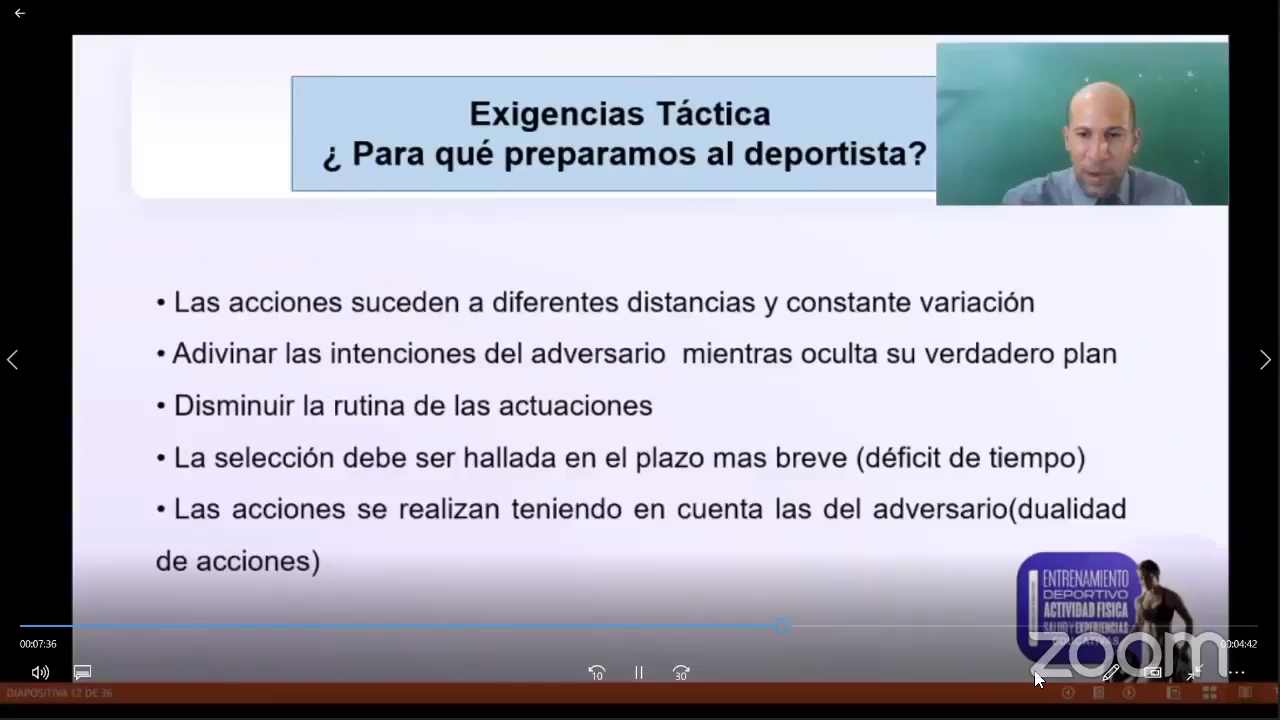 Exigencias Táctica
¿ Para qué preparamos al deportista?
• Las acciones suceden a diferentes distancias y constante variación
• Adivinar las intenciones del adversario mientras oculta su verdadero plan
• Disminuir la rutina de las actuaciones
• La selección debe ser hallada en el plazo mas breve (déficit de tiempo)
• Las acciones se realizan teniendo en cuenta las del adversario(dualidad
de acciones)
ENTRENAMIENTO
DEPORTIVO
ACTIVIDAD FISICA
SALUD Y EXPERIENCIAS
EDUCATIVAS
00:07:36
00:04:42
10
30
zoom
DIAPOSITIVA 12 DE 36